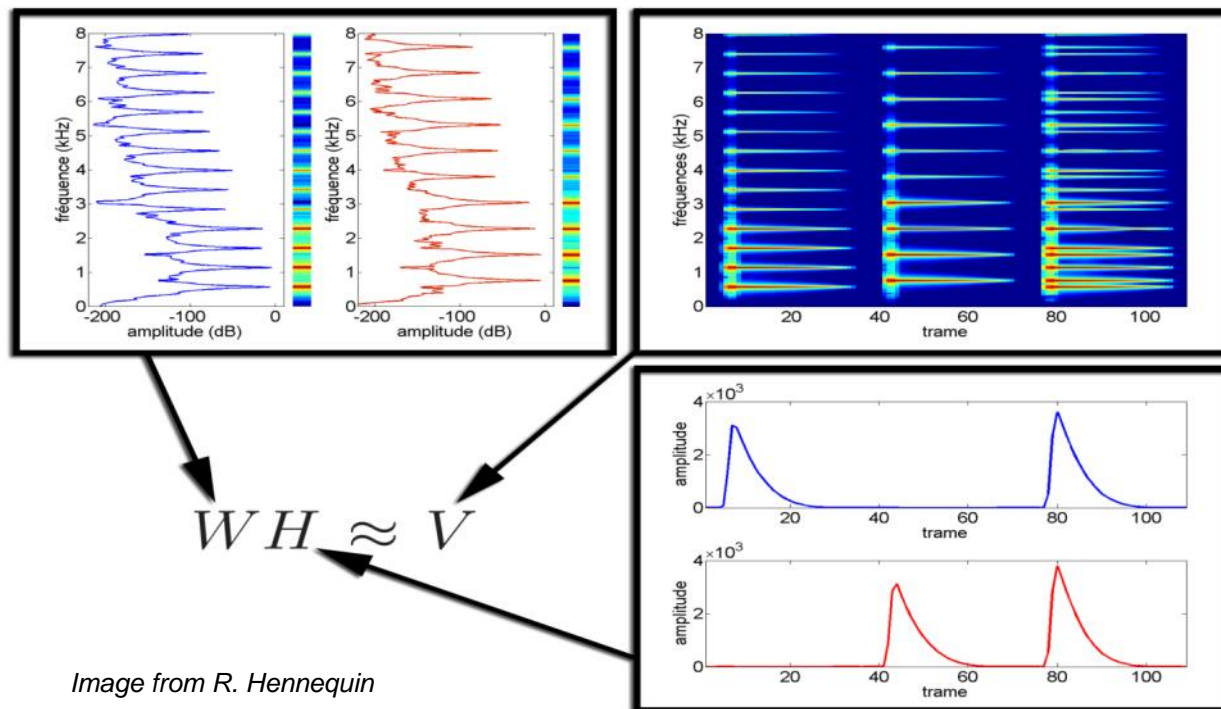 8
7
6
5
4
3
2
1
0
fréquence (kHz)
-200 -100 0
amplitude (dB)
8
7
6
5
4
3
2
1
0
fréquence (kHz)
-200 -100 0
amplitude (dB)
8
7
6
5
4
3
2
1
0
fréquences (kHz)
20 40 60 80 100
trame
×10³
4
2
0
amplitude
20 40 60 80 100
trame
W H ≈ V
×10³
4
2
0
amplitude
20 40 60 80 100
trame
Image from R. Hennequin